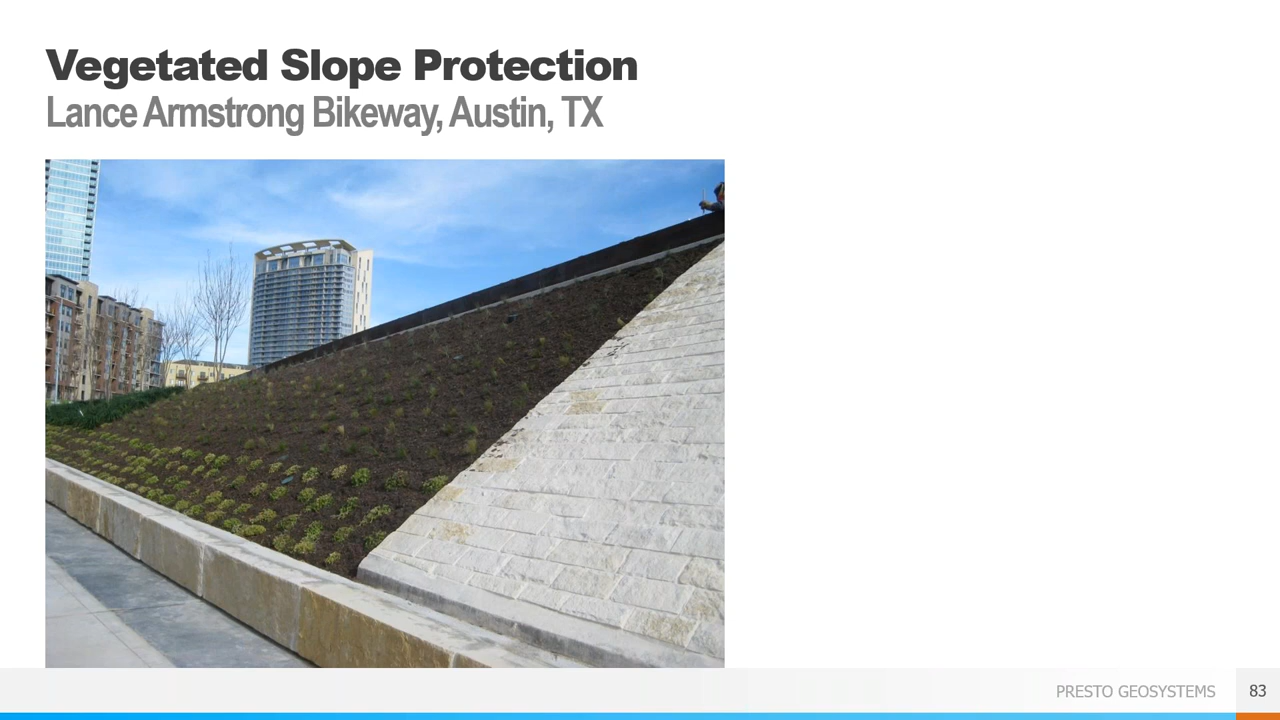 Vegetated Slope Protection
Lance Armstrong Bikeway, Austin, TX
PRESTO GEOSYSTEMS
83